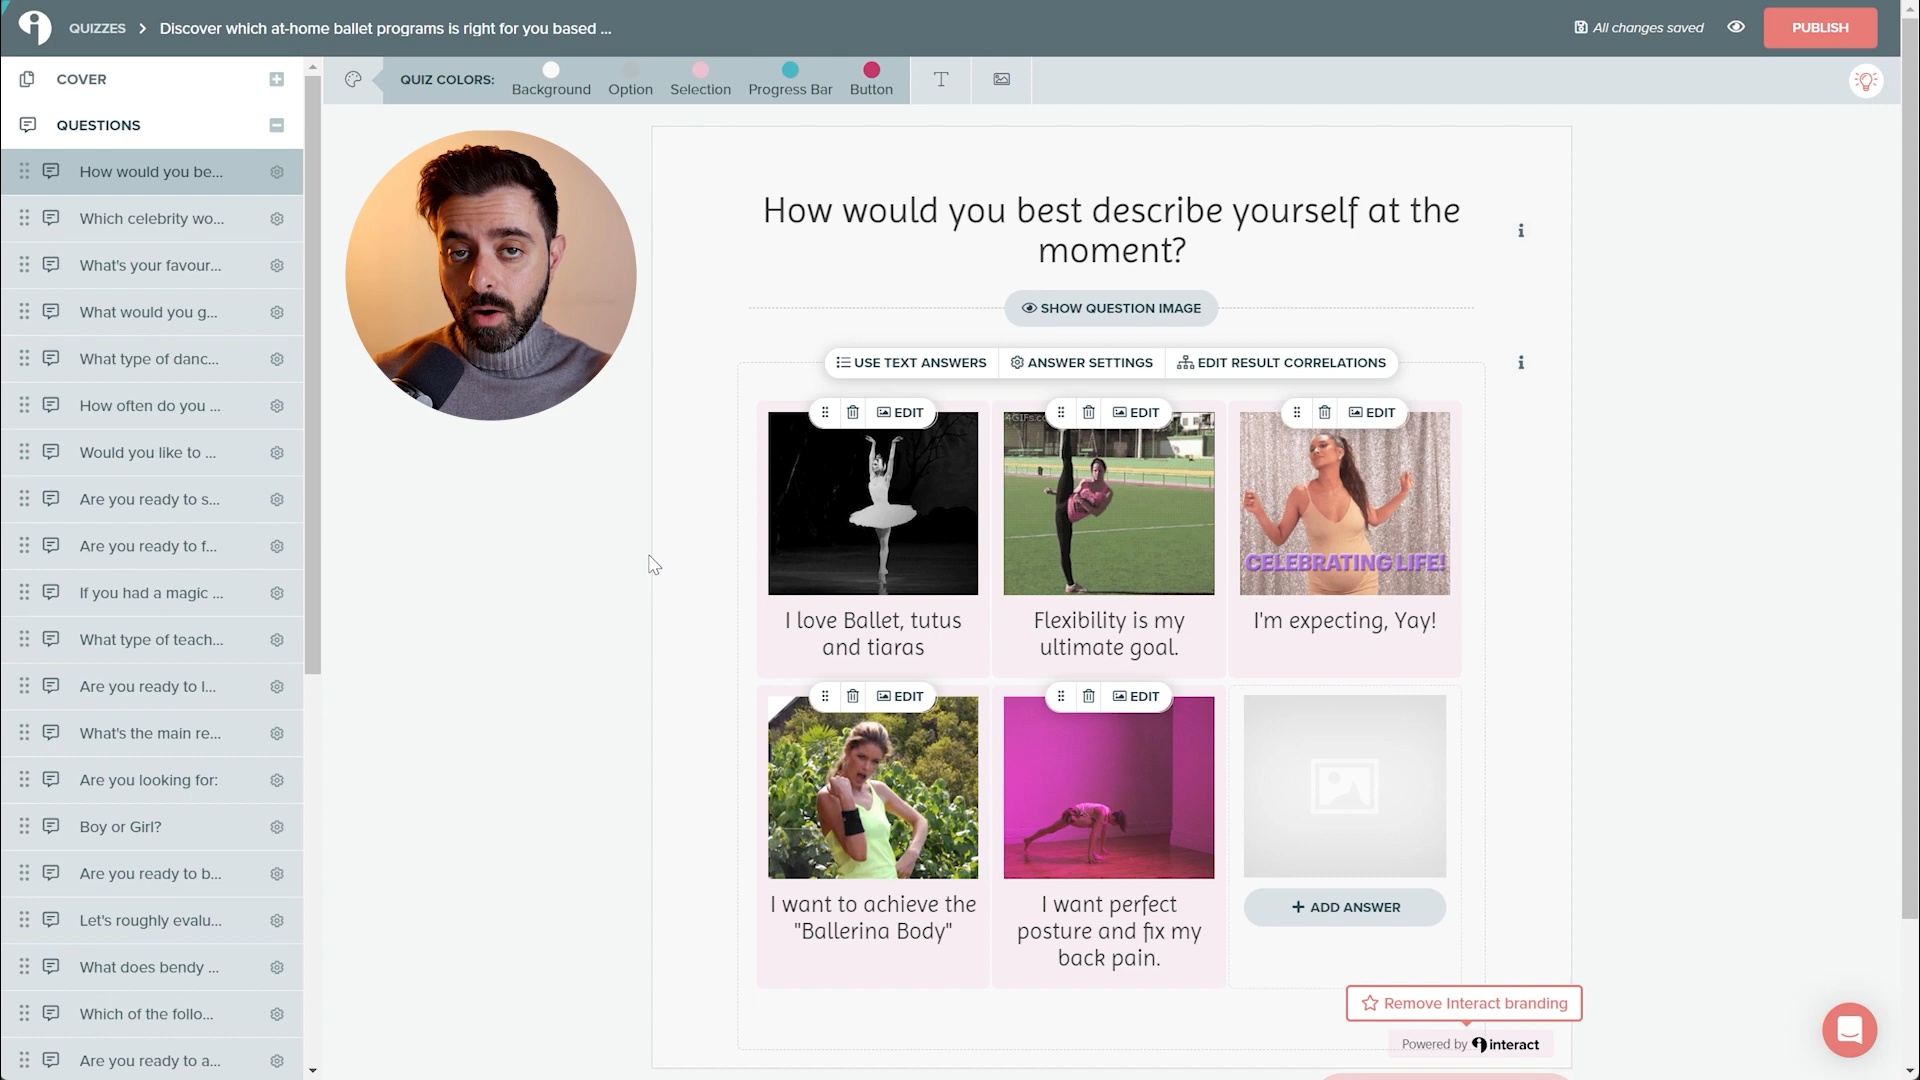 QUIZZES > Discover which at-home ballet programs is right for you based ...
All changes saved
PUBLISH
COVER
QUESTIONS
How would you be...
Which celebrity wo...
What's your favour...
What would you g...
What type of danc...
How often do you ...
Would you like to ...
Are you ready to s...
Are you ready to f...
If you had a magic ...
What type of teach...
Are you ready to l...
What's the main re...
Are you looking for:
Boy or Girl?
Are you ready to b...
Let's roughly evalu...
What does bendy ...
Which of the follo...
Are you ready to a...
QUIZ COLORS:
Background
Option
Selection
Progress Bar
Button
T
How would you best describe yourself at the
moment?
SHOW QUESTION IMAGE
USE TEXT ANSWERS
ANSWER SETTINGS
EDIT RESULT CORRELATIONS
EDIT
EDIT
EDIT
CELEBRATING LIFE!
I love Ballet, tutus
and tiaras
Flexibility is my
ultimate goal.
I'm expecting, Yay!
EDIT
EDIT
I want to achieve the
"Ballerina Body"
I want perfect
posture and fix my
back pain.
+ ADD ANSWER
Remove Interact branding
Powered by interact